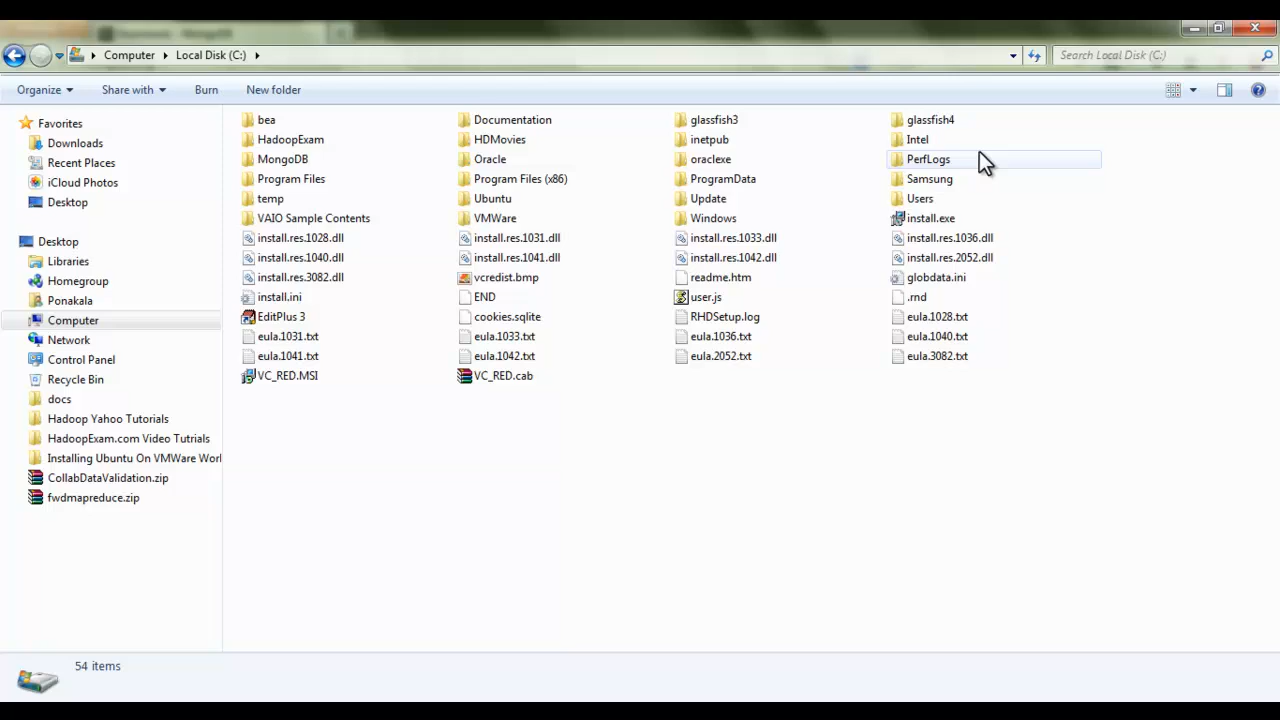 Computer Local Disk (C:) Search Local Disk (C:)
Organize Share with Burn New folder
Favorites
Downloads
Recent Places
iCloud Photos
Desktop
Desktop
Libraries
Homegroup
Ponakala
Computer
Network
Control Panel
Recycle Bin
docs
Hadoop Yahoo Tutorials
HadoopExam.com Video Tutrials
Installing Ubuntu On VMWare Worl
CollabDataValidation.zip
fwdmapreduce.zip
bea Documentation glassfish3 glassfish4
HadoopExam HDMovies inetpub Intel
MongoDB Oracle oraclexe PerfLogs
Program Files Program Files (x86) ProgramData Samsung
temp Ubuntu Update Users
VAIO Sample Contents VMWare Windows install.exe
install.res.1028.dll install.res.1031.dll install.res.1033.dll install.res.1036.dll
install.res.1040.dll install.res.1041.dll install.res.1042.dll install.res.2052.dll
install.res.3082.dll vcredist.bmp readme.htm globdata.ini
install.ini END user.js .rnd
EditPlus 3 cookies.sqlite RHDSetup.log eula.1028.txt
eula.1031.txt eula.1033.txt eula.1036.txt eula.1040.txt
eula.1041.txt eula.1042.txt eula.2052.txt eula.3082.txt
VC_RED.MSI VC_RED.cab
54 items